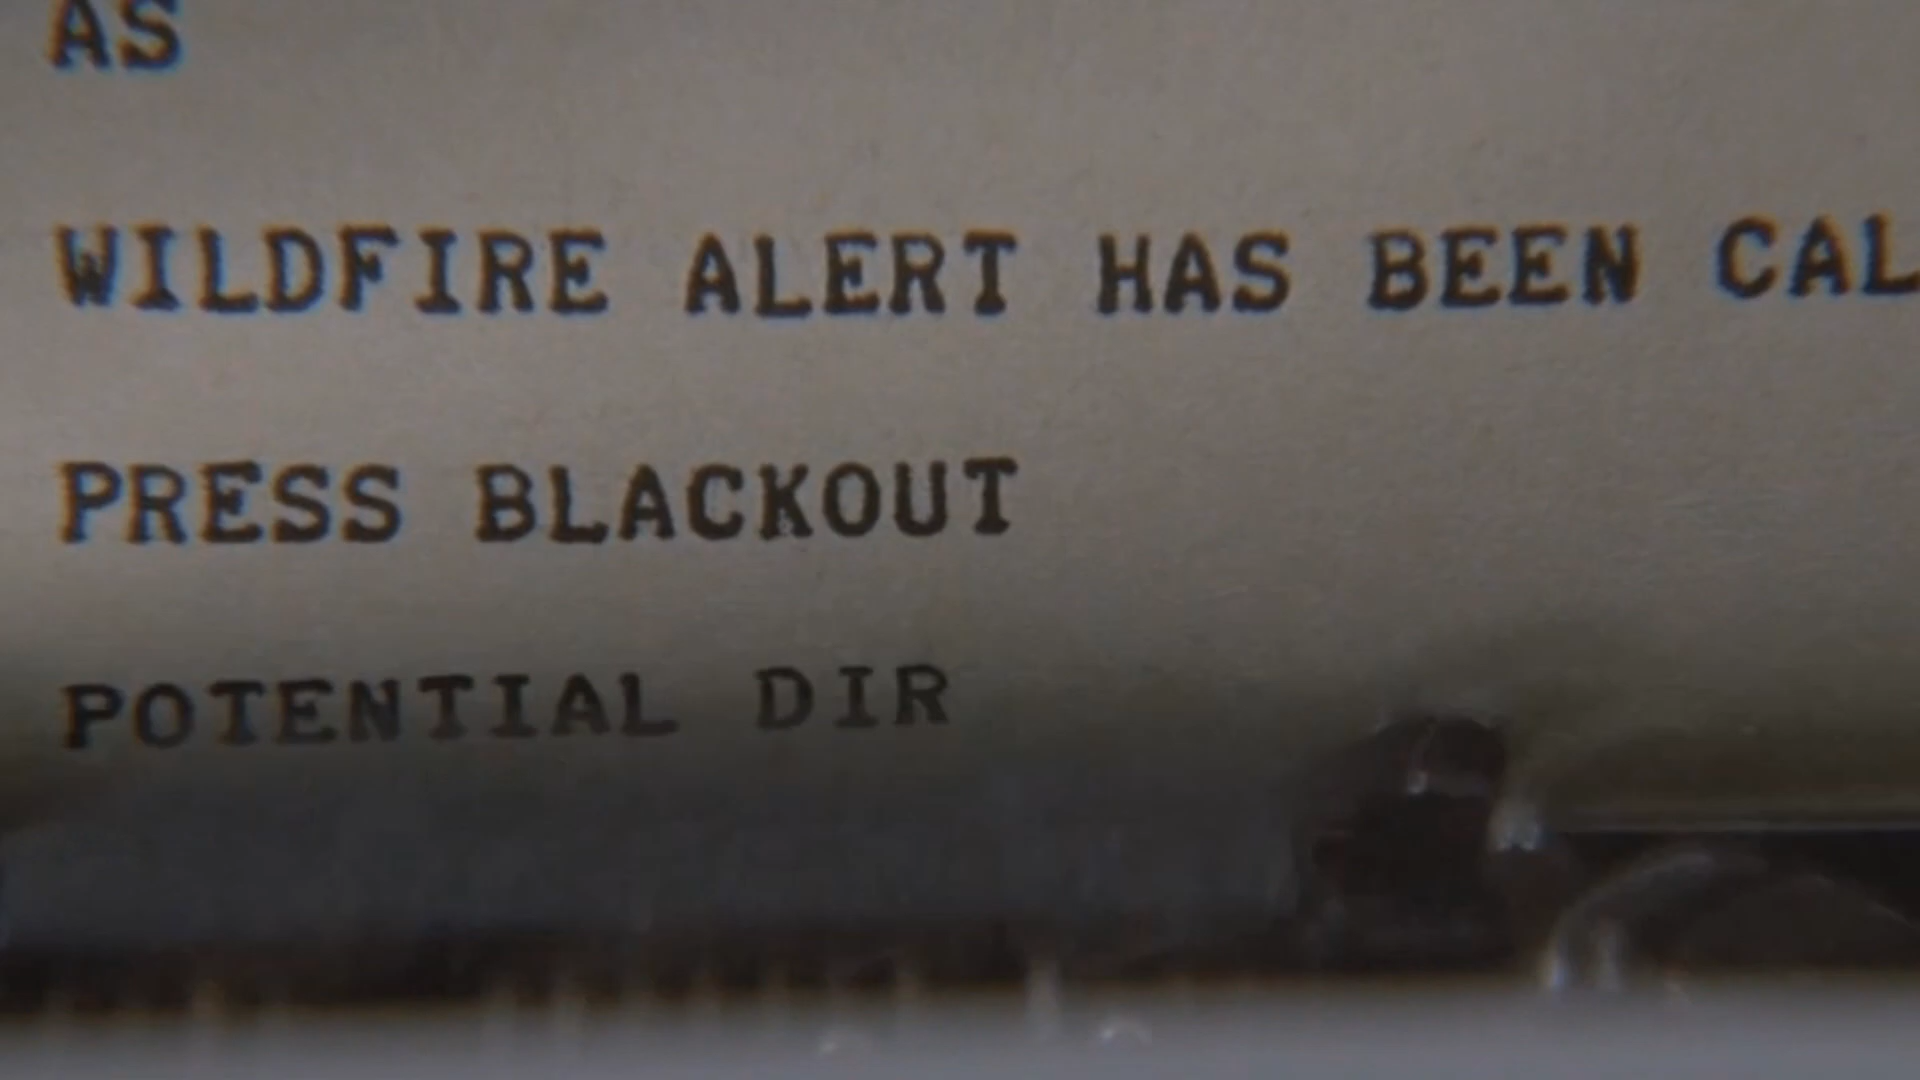 AS
WILDFIRE ALERT HAS BEEN CAL
PRESS BLACKOUT
POTENTIAL DIR